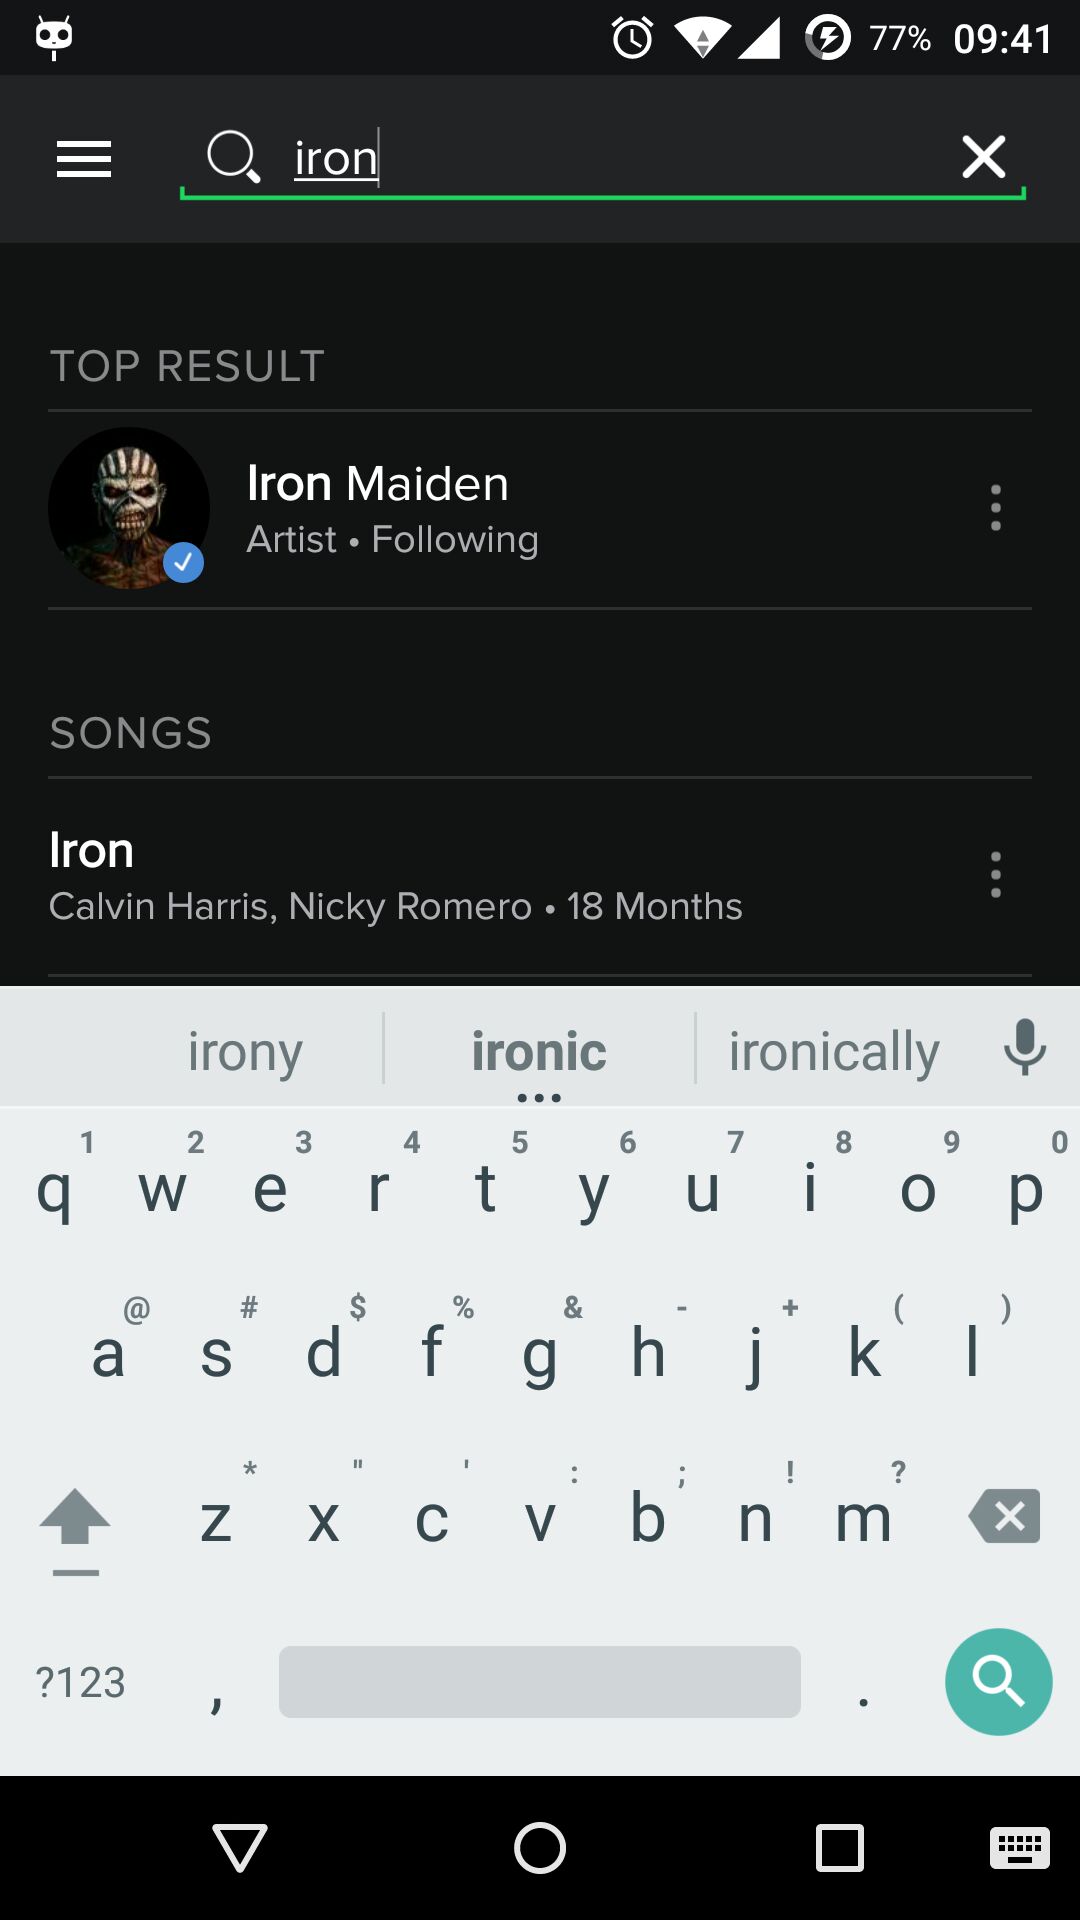 77% 09:41
iron
TOP RESULT
Iron Maiden
Artist • Following
SONGS
Iron
Calvin Harris, Nicky Romero • 18 Months
irony ironic ironically
1 2 3 4 5 6 7 8 9 0
q w e r t y u i o p
@ # $ % & - + ( )
a s d f g h j k l
* " ' : ; ! ?
z x c v b n m
?123 , .